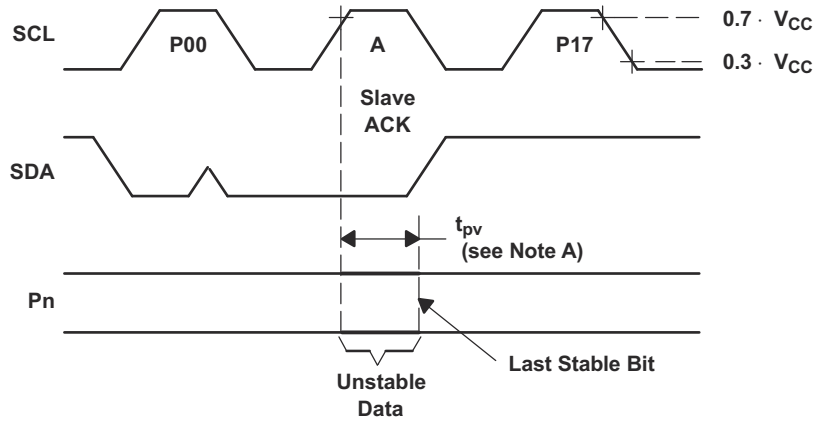 SCL
P00
A
P17
0.7 · VCC
0.3 · VCC
Slave
ACK
SDA
tpv
(see Note A)
Pn
Last Stable Bit
Unstable
Data